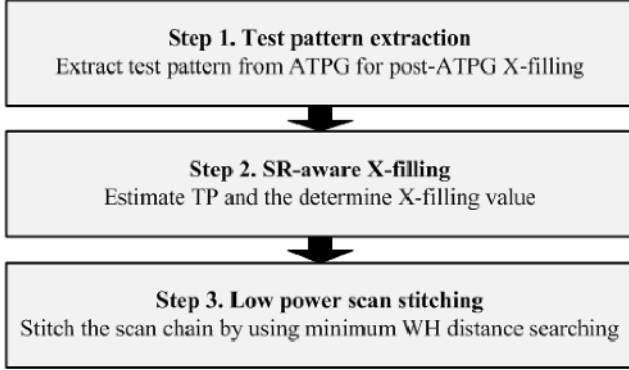 Step 1. Test pattern extraction
Extract test pattern from ATPG for post-ATPG X-filling
Step 2. SR-aware X-filling
Estimate TP and the determine X-filling value
Step 3. Low power scan stitching
Stitch the scan chain by using minimum WH distance searching